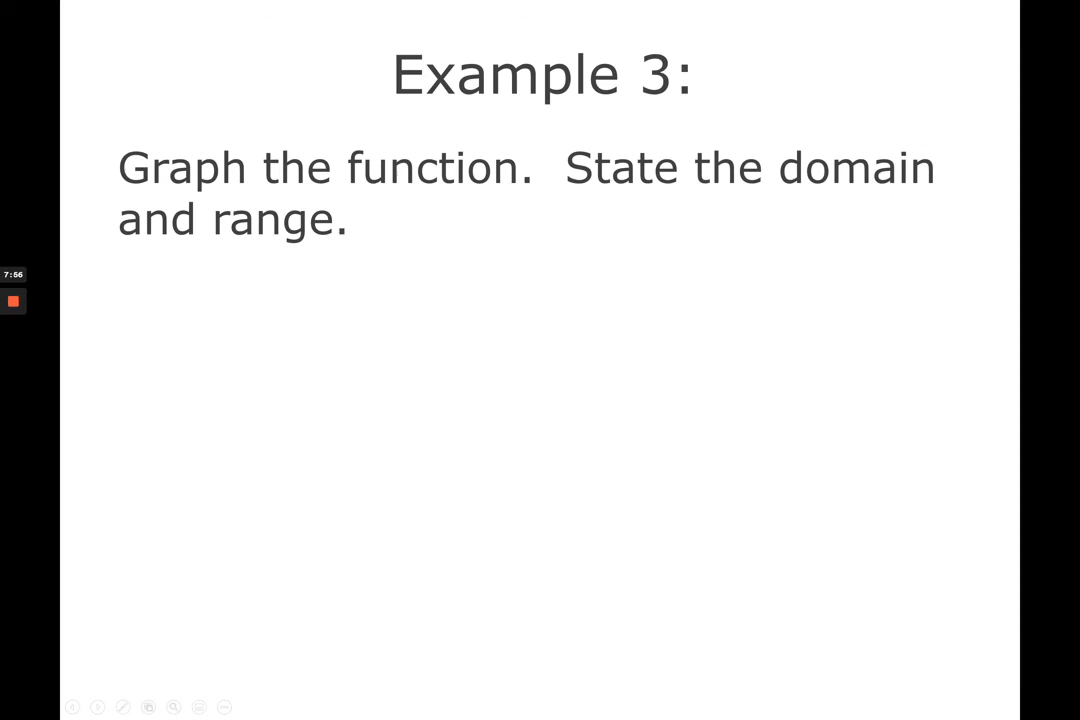 Example 3:
Graph the function.  State the domain
and range.
7:56